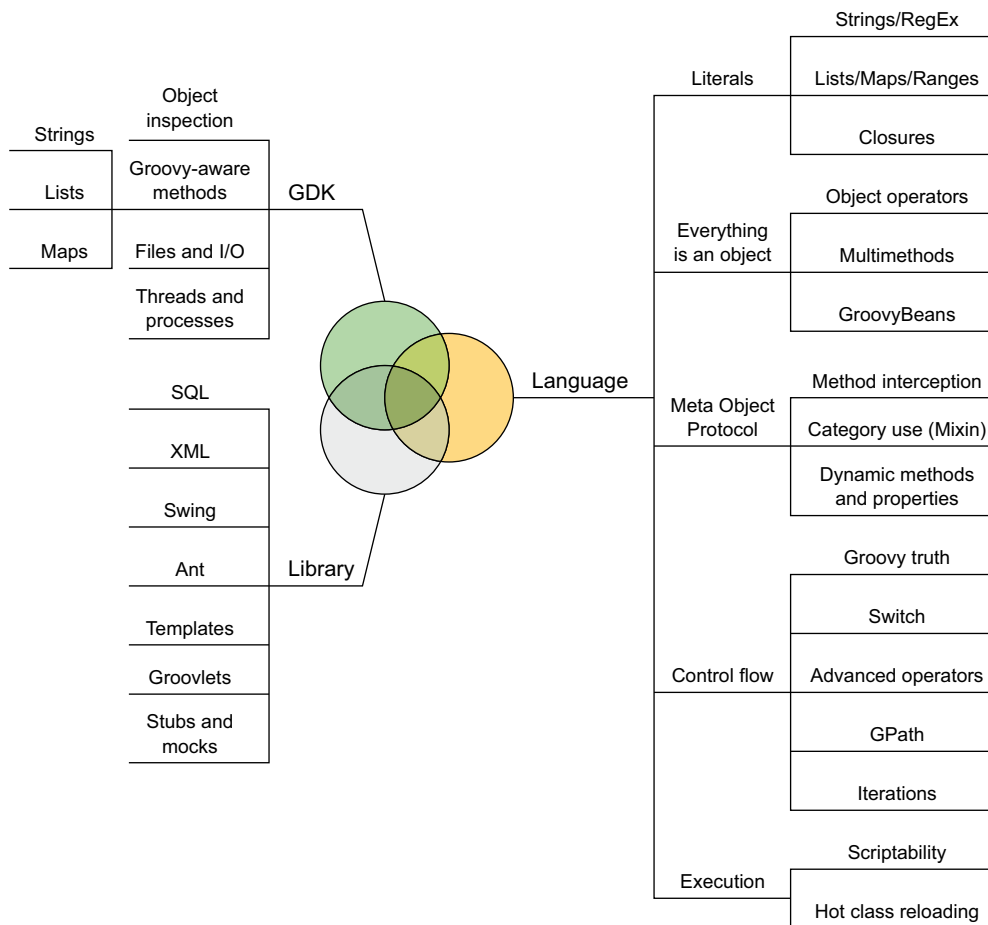 Object
inspection
Strings
Groovy-aware
methods
Lists
GDK
Maps
Files and I/O
Threads and
processes
SQL
XML
Swing
Ant
Library
Templates
Groovlets
Stubs and
mocks
Language
Strings/RegEx
Literals
Lists/Maps/Ranges
Closures
Object operators
Everything
is an object
Multimethods
GroovyBeans
Method interception
Meta Object
Protocol
Category use (Mixin)
Dynamic methods
and properties
Groovy truth
Switch
Control flow
Advanced operators
GPath
Iterations
Scriptability
Execution
Hot class reloading